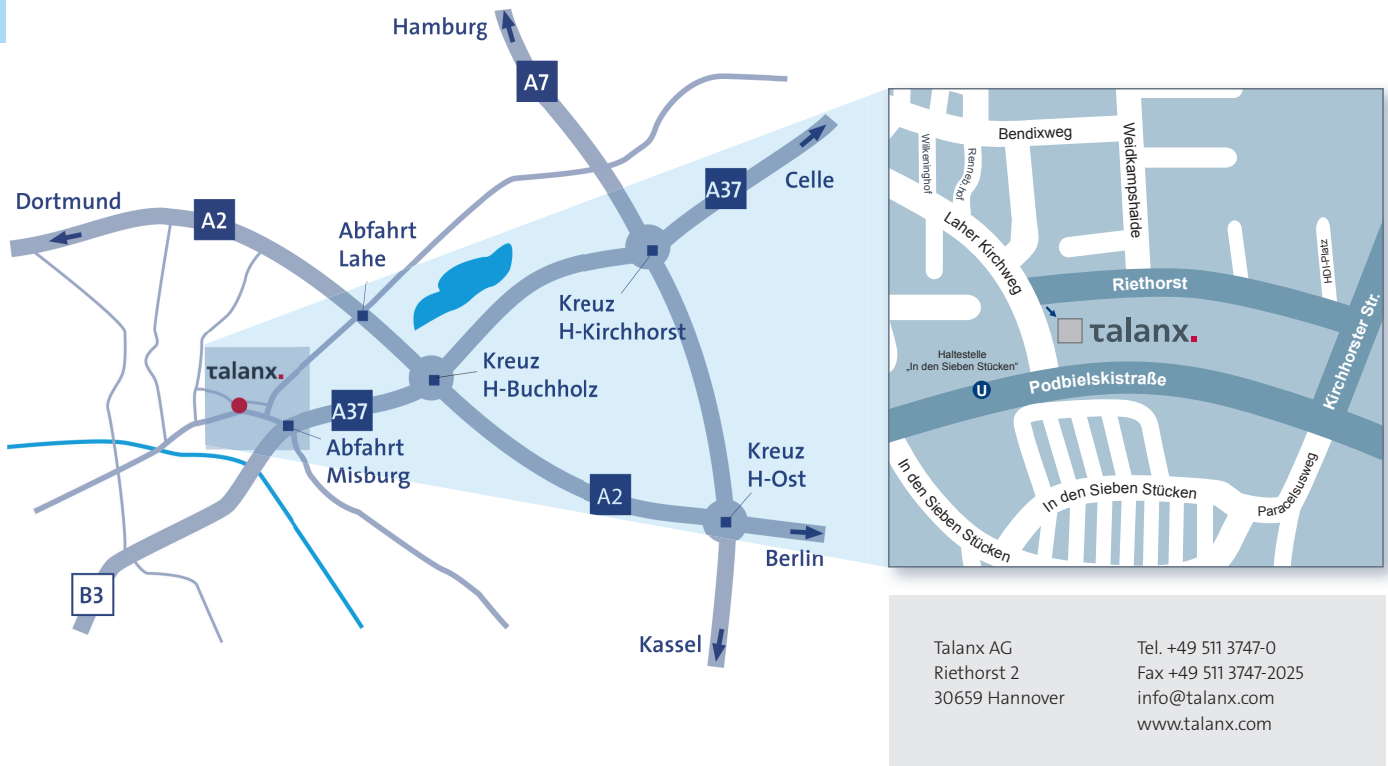 Hamburg
A7
Dortmund
A2
Abfahrt
Lahe
A37
Celle
Kreuz
H-Kirchhorst
talanx.
Kreuz
H-Buchholz
A37
Abfahrt
Misburg
A2
Kreuz
H-Ost
Berlin
B3
Kassel
Bendixweg
Weidkampshaide
Wilkeninghof
Renneb.hof
Laher Kirchweg
Riethorst
HDI-Platz
Kirchhorster Str.
talanx.
Haltestelle
„In den Sieben Stücken"
U
Podbielskistraße
In den Sieben Stücken
In den Sieben Stücken
Paracelsusweg
Talanx AG
Riethorst 2
30659 Hannover
Tel. +49 511 3747-0
Fax +49 511 3747-2025
info@talanx.com
www.talanx.com